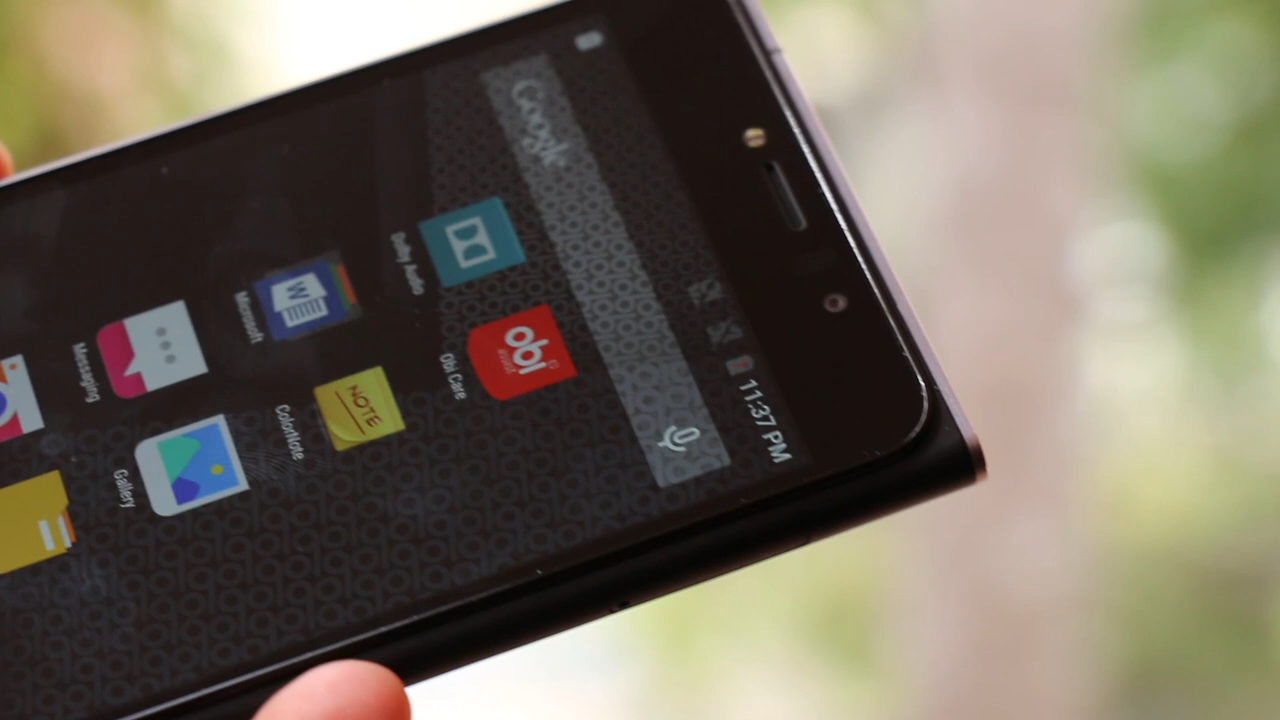 11:37 PM
Google
Dolby Audio
obi
Obi Care
W
Microsoft
NOTE
ColorNote
Messaging
Gallery